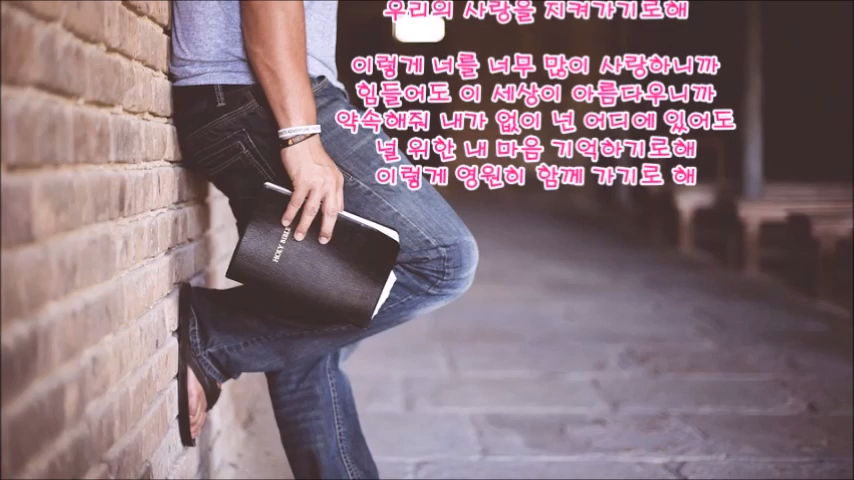 우리의 사랑을 지켜가기로해
이렇게 너를 너무 많이 사랑하니까
힘들어도 이 세상이 아름다우니까
약속해줘 내가 없이 넌 어디에 있어도
널 위한 내 마음 기억하기로해
이렇게 영원히 함께 가기로 해
HOLY BIBLE